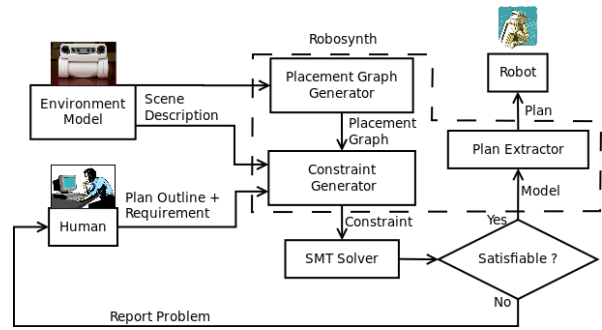 Robosynth
Environment
Model
Scene
Description
Placement Graph
Generator
Robot
Plan
Placement
Graph
Constraint
Generator
Plan Extractor
Plan Outline +
Requirement
Human
Model
Constraint
Yes
SMT Solver
Satisfiable ?
No
Report Problem